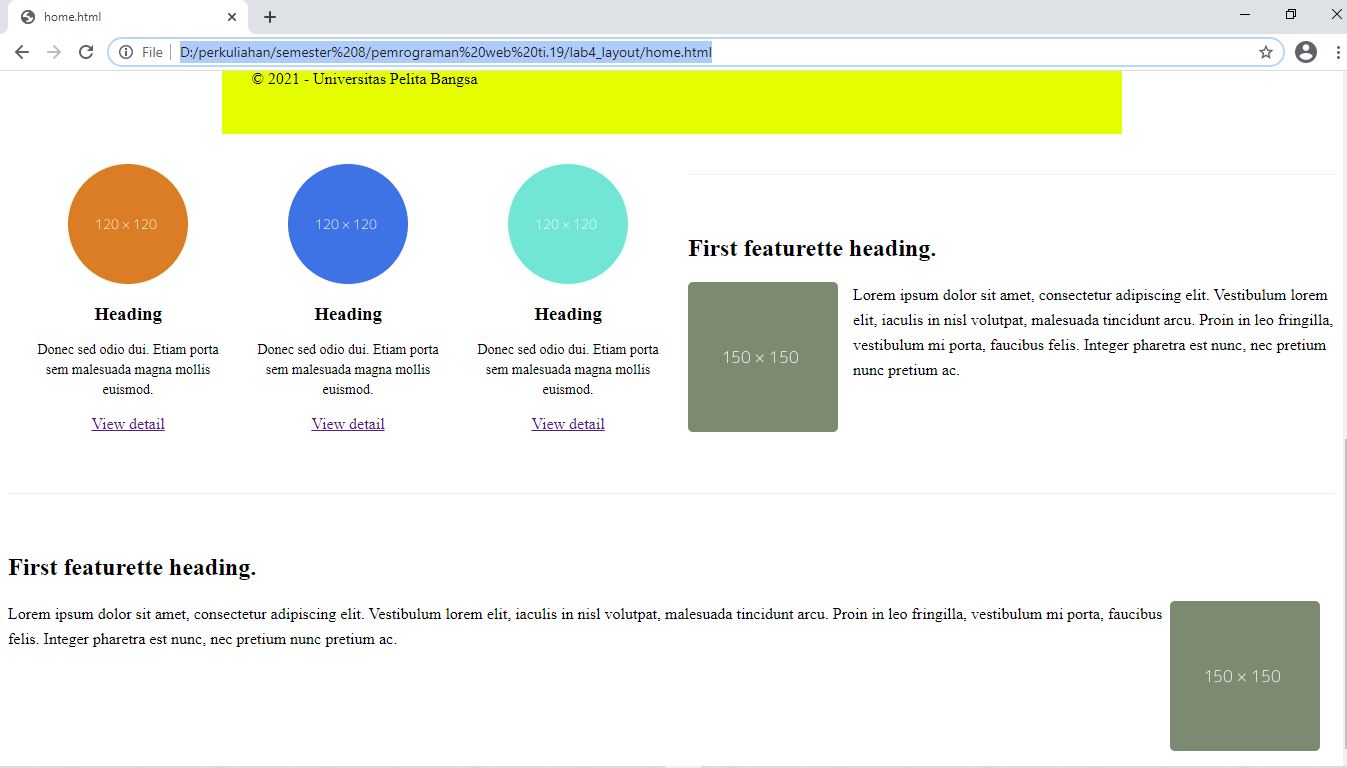 home.html
File
D:/perkuliahan/semester%208/pemrograman%20web%20ti.19/lab4_layout/home.html
© 2021 - Universitas Pelita Bangsa
120 × 120
Heading
Donec sed odio dui. Etiam porta
sem malesuada magna mollis
euismod.
View detail
120 × 120
Heading
Donec sed odio dui. Etiam porta
sem malesuada magna mollis
euismod.
View detail
120 × 120
Heading
Donec sed odio dui. Etiam porta
sem malesuada magna mollis
euismod.
View detail
First featurette heading.
150 × 150
Lorem ipsum dolor sit amet, consectetur adipiscing elit. Vestibulum lorem
elit, iaculis in nisl volutpat, malesuada tincidunt arcu. Proin in leo fringilla,
vestibulum mi porta, faucibus felis. Integer pharetra est nunc, nec pretium
nunc pretium ac.
First featurette heading.
Lorem ipsum dolor sit amet, consectetur adipiscing elit. Vestibulum lorem elit, iaculis in nisl volutpat, malesuada tincidunt arcu. Proin in leo fringilla, vestibulum mi porta, faucibus
felis. Integer pharetra est nunc, nec pretium nunc pretium ac.
150 × 150